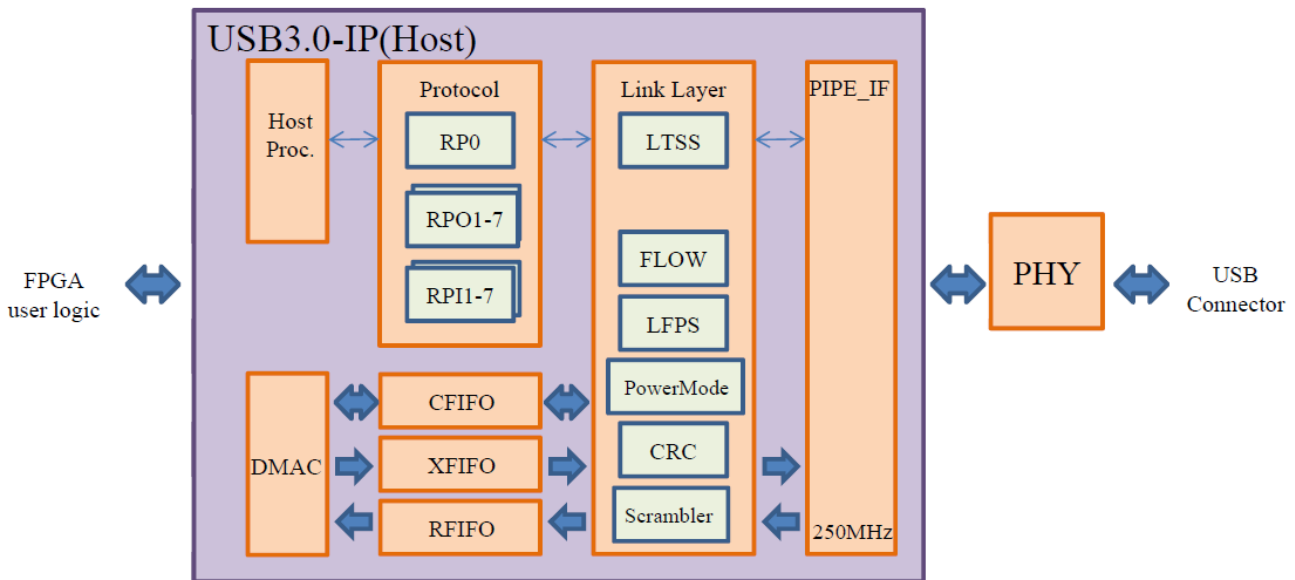 USB3.0-IP(Host)
Host
Proc.
Protocol
RP0
RPO1-7
RPI1-7
Link Layer
LTSS
FLOW
LFPS
PowerMode
CRC
Scrambler
PIPE_IF
250MHz
FPGA
user logic
PHY
USB
Connector
DMAC
CFIFO
XFIFO
RFIFO